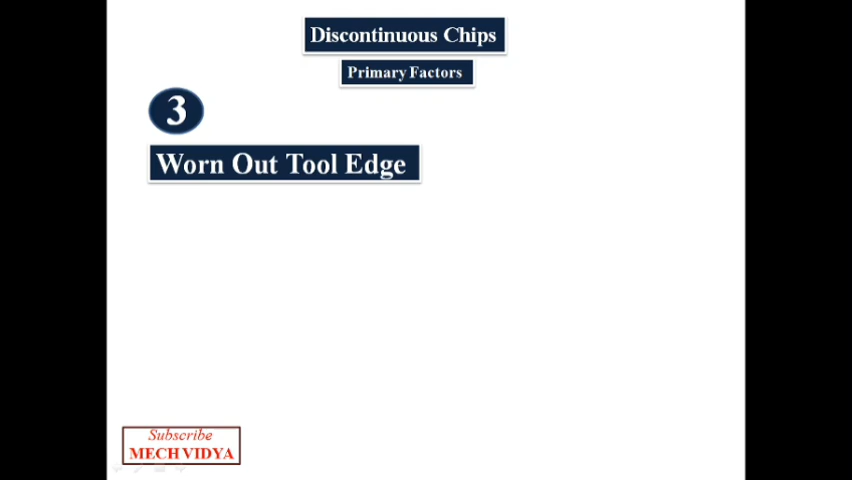 Discontinuous Chips
Primary Factors
3
Worn Out Tool Edge
Subscribe
MECH VIDYA